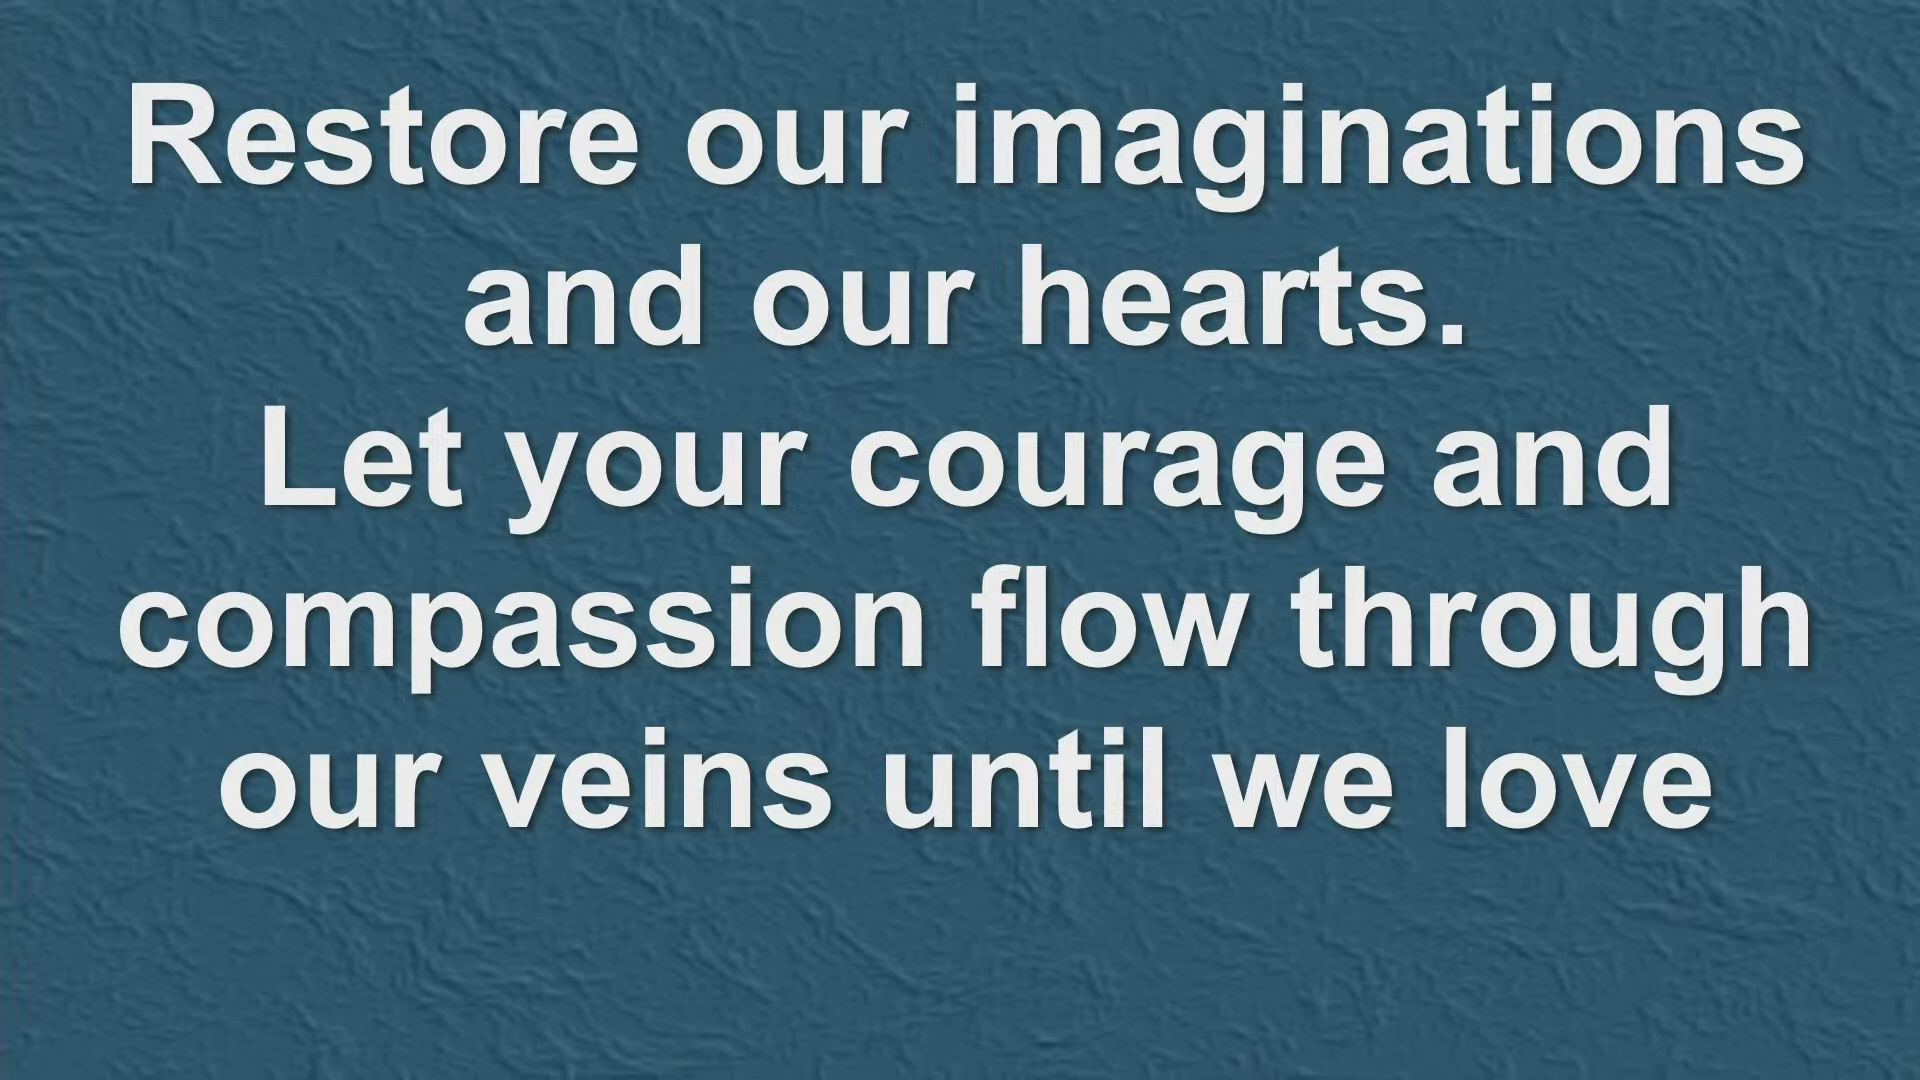 Restore our imaginations
and our hearts.
Let your courage and
compassion flow through
our veins until we love